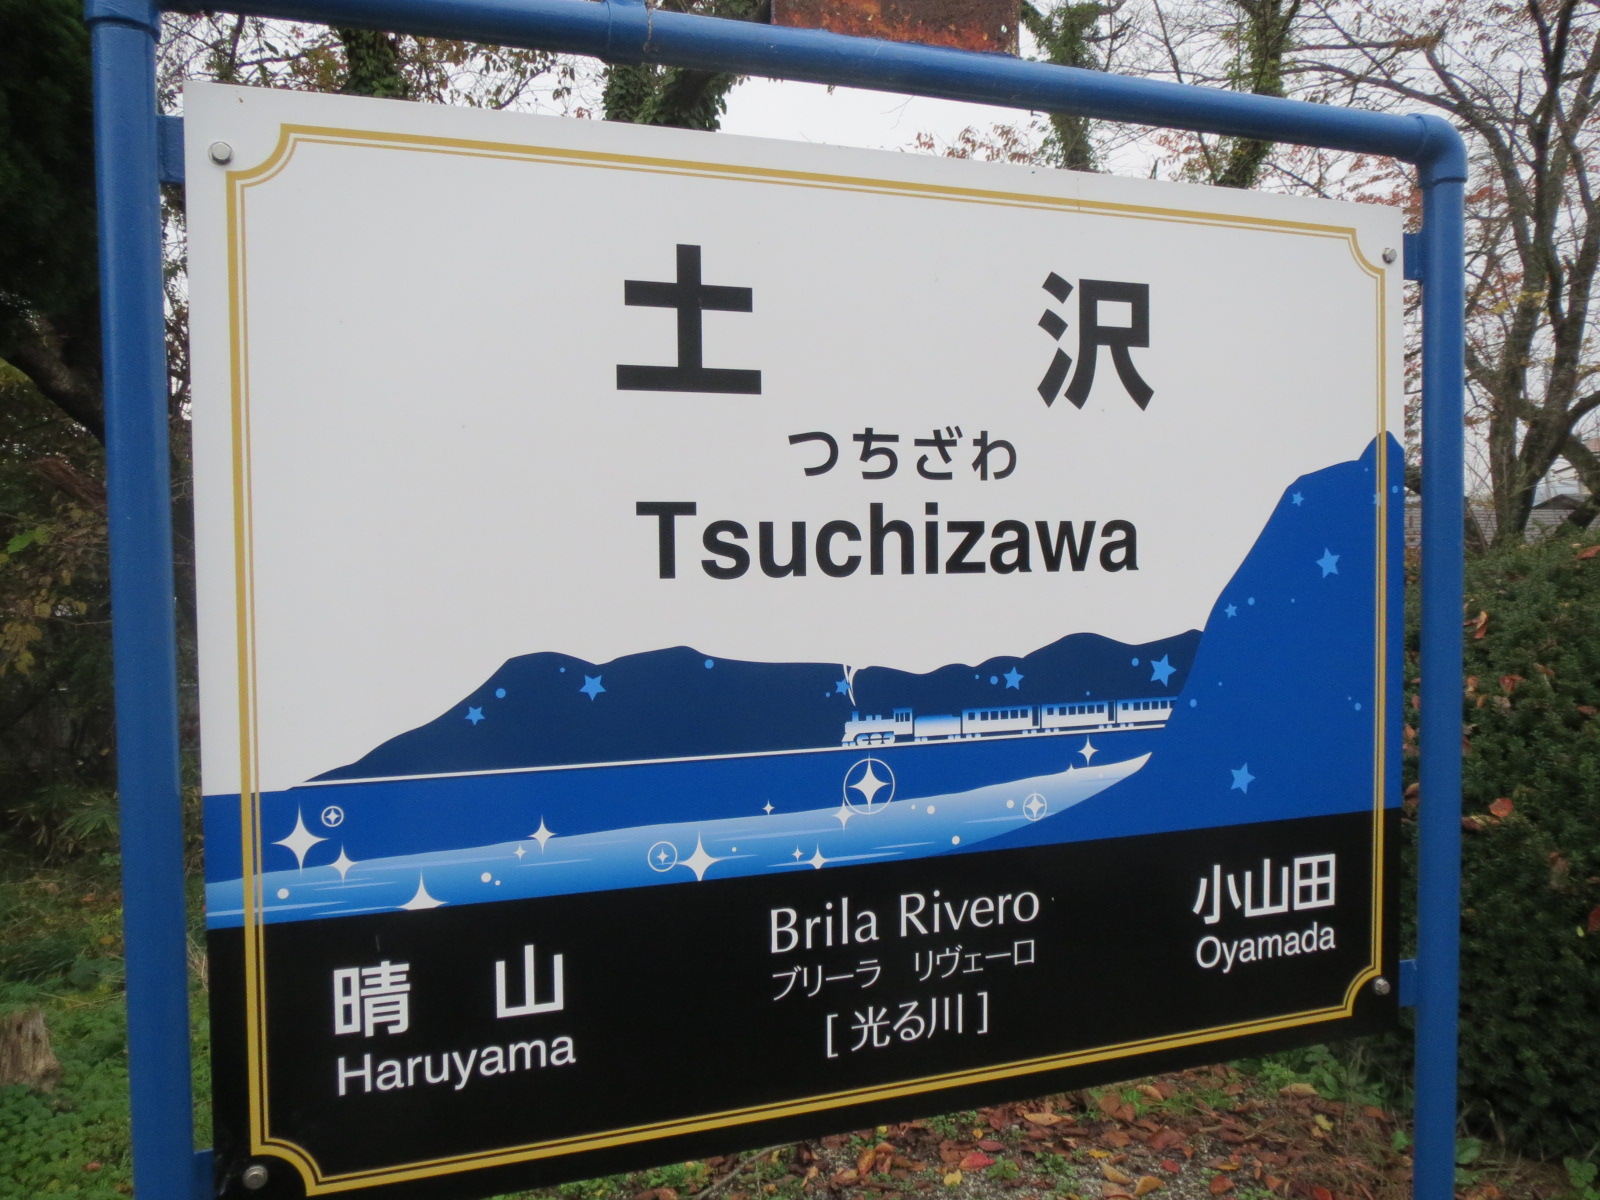 土 沢
つちざわ
Tsuchizawa
晴 山
Haruyama
Brila Rivero
ブリーラ リヴェーロ
[ 光る川 ]
小山田
Oyamada